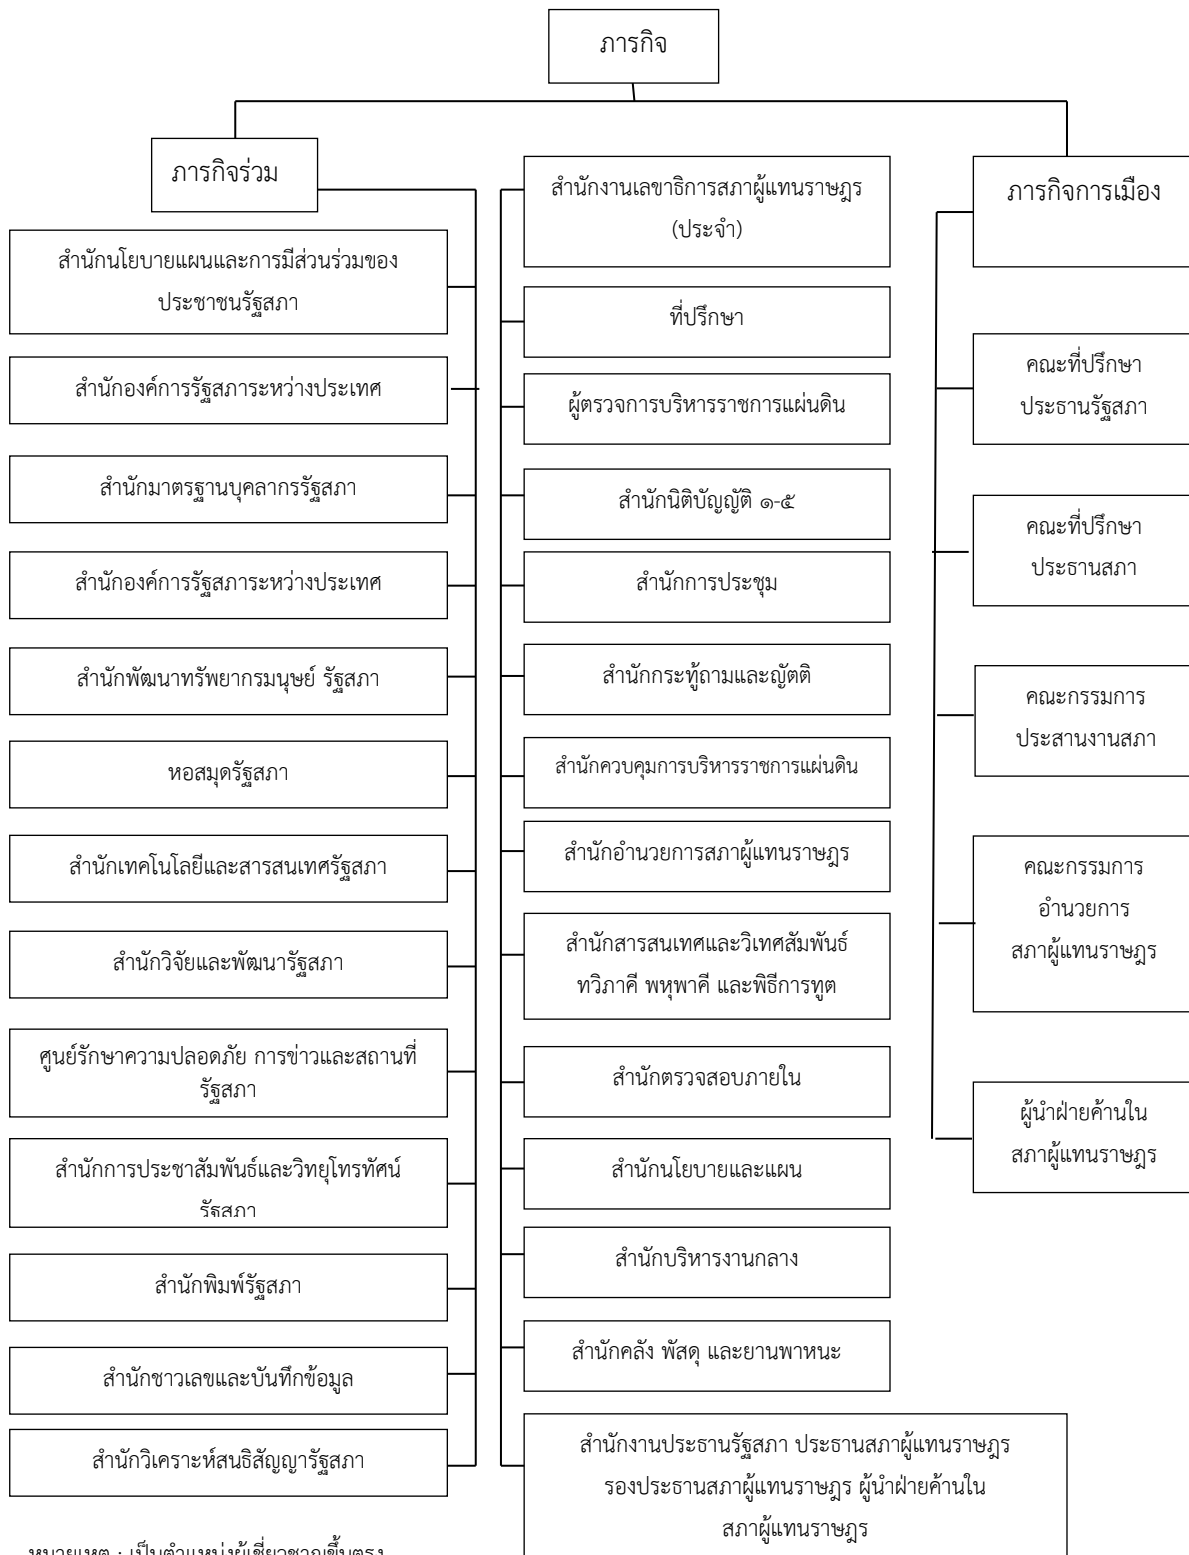 ภารกิจ
ภารกิจร่วม
สำนักนโยบายแผนและการมีส่วนร่วมของ
ประชาชนรัฐสภา
สำนักองค์การรัฐสภาระหว่างประเทศ
สำนักมาตรฐานบุคลากรรัฐสภา
สำนักองค์การรัฐสภาระหว่างประเทศ
สำนักพัฒนาทรัพยากรมนุษย์ รัฐสภา
หอสมุดรัฐสภา
สำนักเทคโนโลยีและสารสนเทศรัฐสภา
สำนักวิจัยและพัฒนารัฐสภา
ศูนย์รักษาความปลอดภัย การข่าวและสถานที่
รัฐสภา
สำนักการประชาสัมพันธ์และวิทยุโทรทัศน์
รัฐสภา
สำนักพิมพ์รัฐสภา
สำนักชาวเลขและบันทึกข้อมูล
สำนักวิเคราะห์สนธิสัญญารัฐสภา
สำนักงานเลขาธิการสภาผู้แทนราษฎร
(ประจำ)
ที่ปรึกษา
ผู้ตรวจการบริหารราชการแผ่นดิน
สำนักนิติบัญญัติ ๑-๕
สำนักการประชุม
สำนักกระทู้ถามและญัตติ
สำนักควบคุมการบริหารราชการแผ่นดิน
สำนักอำนวยการสภาผู้แทนราษฎร
สำนักสารสนเทศและวิเทศสัมพันธ์
ทวิภาคี พหุพาคี และพิธีการทูต
สำนักตรวจสอบภายใน
สำนักนโยบายและแผน
สำนักบริหารงานกลาง
สำนักคลัง พัสดุ และยานพาหนะ
สำนักงานประธานรัฐสภา ประธานสภาผู้แทนราษฎร
รองประธานสภาผู้แทนราษฎร ผู้นำฝ่ายค้านใน
สภาผู้แทนราษฎร
ภารกิจการเมือง
คณะที่ปรึกษา
ประธานรัฐสภา
คณะที่ปรึกษา
ประธานสภา
คณะกรรมการ
ประสานงานสภา
คณะกรรมการ
อำนวยการ
สภาผู้แทนราษฎร
ผู้นำฝ่ายค้านใน
สภาผู้แทนราษฎร
หมายเหตุ : เป็นตำแหน่งผู้เชี่ยวชาญขึ้นตรง